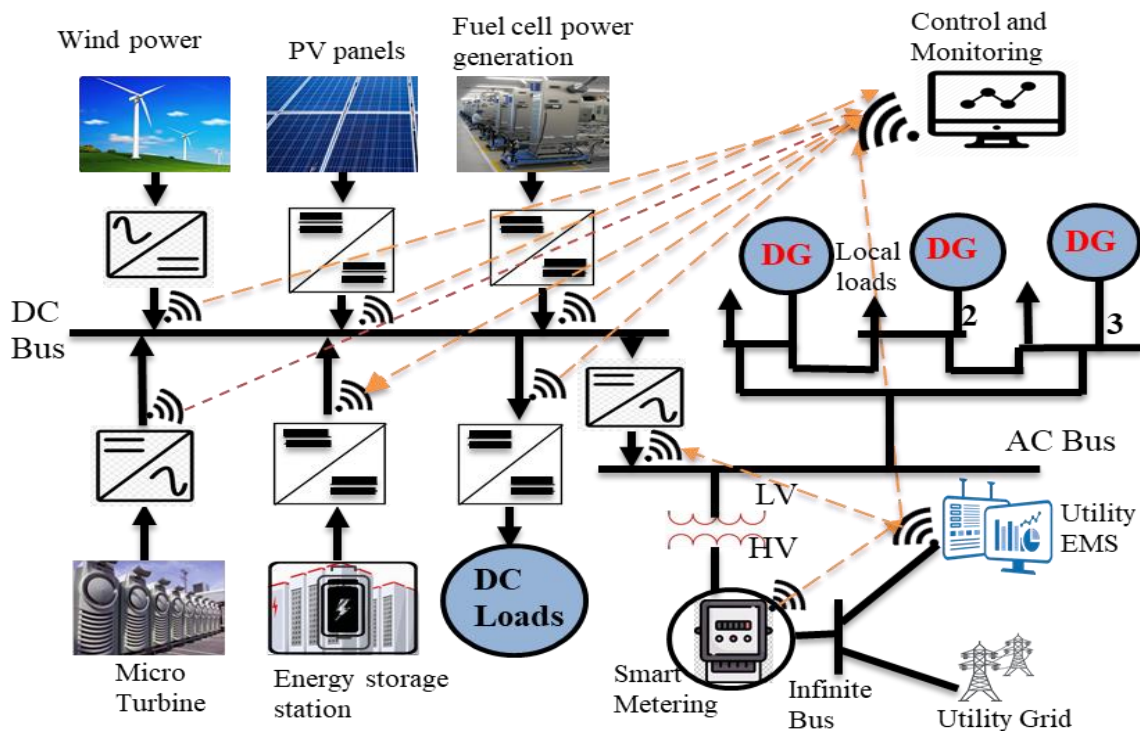 Wind power
PV panels
Fuel cell power
generation
Control and
Monitoring
DG
DG
DG
Local
loads
2
3
DC
Bus
AC Bus
LV
HV
Utility
EMS
DC
Loads
Micro
Turbine
Energy storage
station
Smart
Metering
Infinite
Bus
Utility Grid